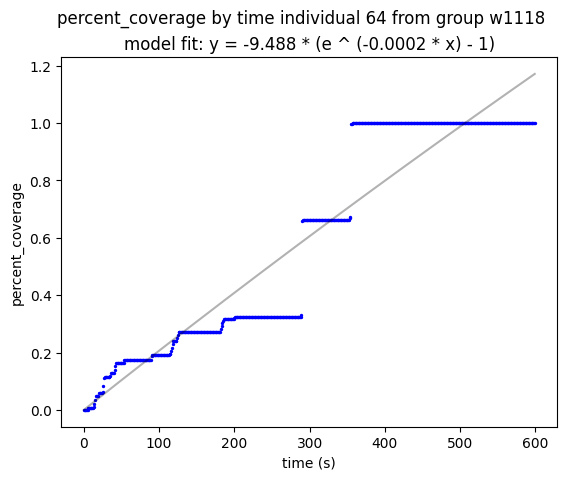 percent_coverage by time individual 64 from group w1118
model fit: y = -9.488 * (e ^ (-0.0002 * x) - 1)
1.2
1.0
0.8
0.6
0.4
0.2
0.0
percent_coverage
0 100 200 300 400 500 600
time (s)